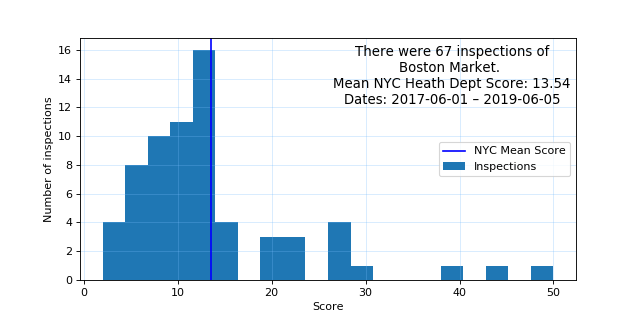 There were 67 inspections of
Boston Market.
Mean NYC Heath Dept Score: 13.54
Dates: 2017-06-01 – 2019-06-05
NYC Mean Score
Inspections
Number of inspections
16
14
12
10
8
6
4
2
0
0 10 20 30 40 50
Score